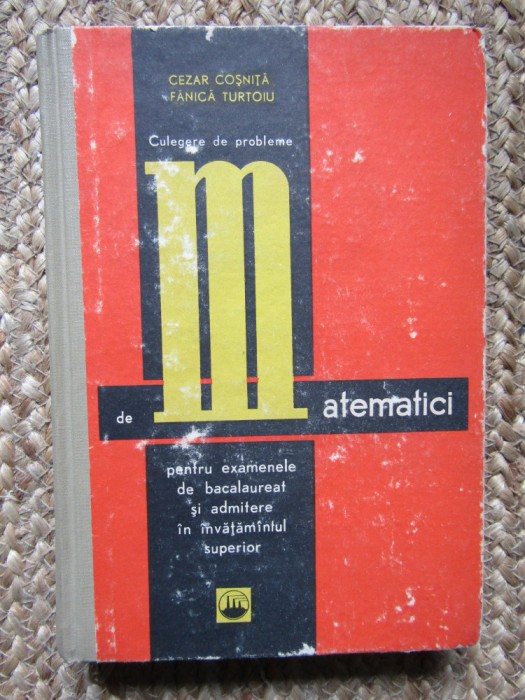 CEZAR COȘNIȚĂ
FĂNICĂ TURTOIU
Culegere de probleme
de matematici
pentru examenele
de bacalaureat
și admitere
în învățămîntul
superior